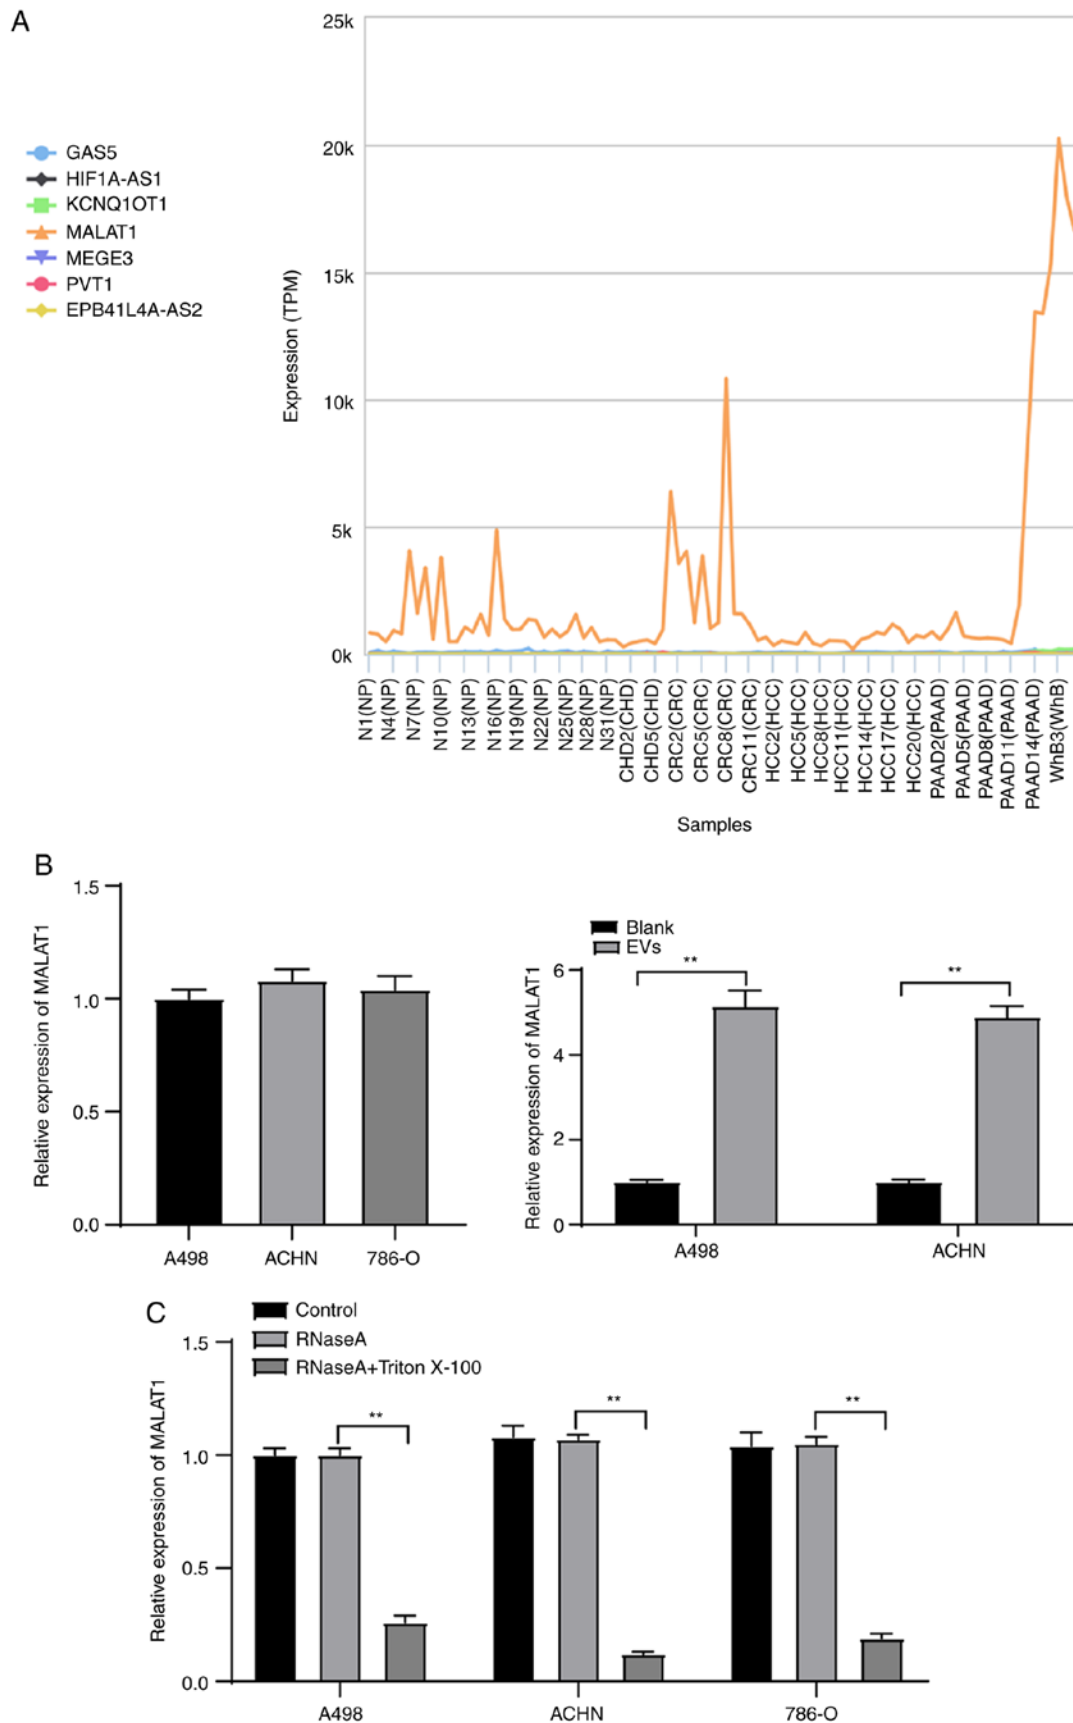 A
GAS5
HIF1A-AS1
KCNQ1OT1
MALAT1
MEGE3
PVT1
EPB41L4A-AS2
Expression (TPM)
25k
20k
15k
10k
5k
0k
N1(NP)
N4(NP)
N7(NP)
N10(NP)
N13(NP)
N16(NP)
N19(NP)
N22(NP)
N25(NP)
N28(NP)
N31(NP)
CHD2(CHD)
CHD5(CHD)
CRC2(CRC)
CRC5(CRC)
CRC8(CRC)
CRC11(CRC)
HCC2(HCC)
HCC5(HCC)
HCC8(HCC)
HCC11(HCC)
HCC14(HCC)
HCC17(HCC)
HCC20(HCC)
PAAD2(PAAD)
PAAD5(PAAD)
PAAD8(PAAD)
PAAD11(PAAD)
PAAD14(PAAD)
WhB3(WhB)
Samples
B
Relative expression of MALAT1
1.5
1.0
0.5
0.0
A498 ACHN 786-O
Blank
EVs
Relative expression of MALAT1
6
4
2
0
** **
A498 ACHN
C
Control
RNaseA
RNaseA+Triton X-100
Relative expression of MALAT1
1.5
1.0
0.5
0.0
** ** **
A498 ACHN 786-O